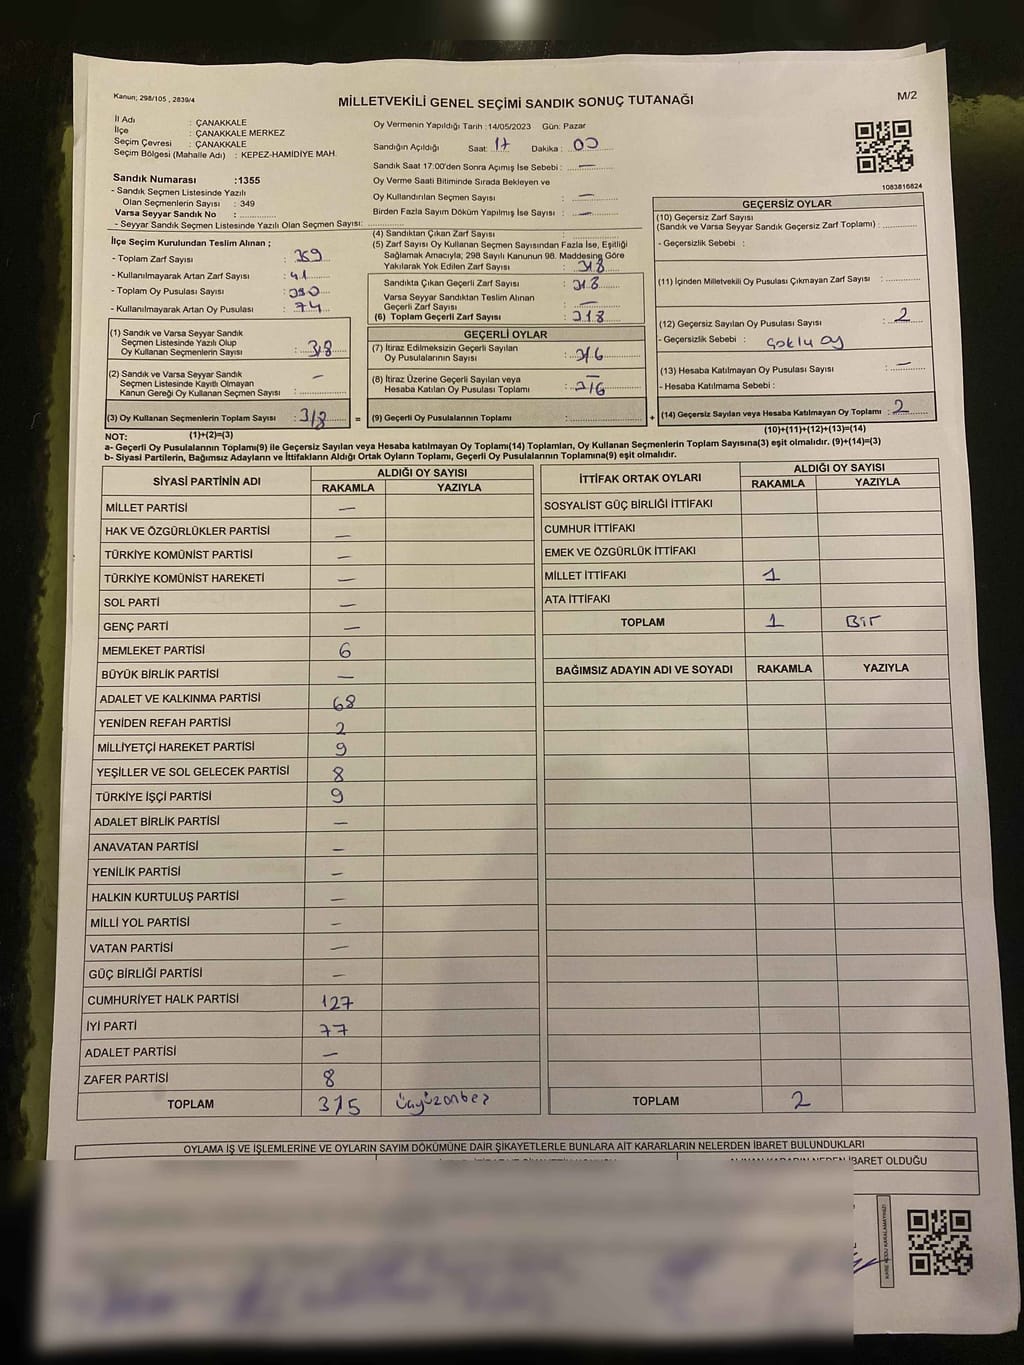 Kanun; 298/105 , 2839/4
MİLLETVEKİLİ GENEL SEÇİMİ SANDIK SONUÇ TUTANAĞI
M/2
İl Adı : ÇANAKKALE
İlçe : ÇANAKKALE MERKEZ
Seçim Çevresi : ÇANAKKALE
Seçim Bölgesi (Mahalle Adı) : KEPEZ-HAMİDİYE MAH.
Sandık Numarası :1355
- Sandık Seçmen Listesinde Yazılı
Olan Seçmenlerin Sayısı : 349
Varsa Seyyar Sandık No : ..............
- Seyyar Sandık Seçmen Listesinde Yazılı Olan Seçmen Sayısı:
Oy Vermenin Yapıldığı Tarih :14/05/2023 Gün: Pazar
Sandığın Açıldığı Saat: 17 Dakika : 00
Sandık Saat 17:00'den Sonra Açımış İse Sebebi : —
Oy Verme Saati Bitiminde Sırada Bekleyen ve
Oy Kullandırılan Seçmen Sayısı : —
Birden Fazla Sayım Döküm Yapılmış İse Sayısı : —
1083816824
İlçe Seçim Kurulundan Teslim Alınan ;
- Toplam Zarf Sayısı : 359
- Kullanılmayarak Artan Zarf Sayısı : 41
- Toplam Oy Pusulası Sayısı : 390
- Kullanılmayarak Artan Oy Pusulası : 74
(1) Sandık ve Varsa Seyyar Sandık
Seçmen Listesinde Yazılı Olup
Oy Kullanan Seçmenlerin Sayısı : 318
(2) Sandık ve Varsa Seyyar Sandık
Seçmen Listesinde Kayıtlı Olmayan
Kanun Gereği Oy Kullanan Seçmen Sayısı : —
(3) Oy Kullanan Seçmenlerin Toplam Sayısı : 318 =
(1)+(2)=(3)
(4) Sandıktan Çıkan Zarf Sayısı :
(5) Zarf Sayısı Oy Kullanan Seçmen Sayısından Fazla İse, Eşitliği
Sağlamak Amacıyla; 298 Sayılı Kanunun 98. Maddesine Göre
Yakılarak Yok Edilen Zarf Sayısı : 318
Sandıkta Çıkan Geçerli Zarf Sayısı : 318
Varsa Seyyar Sandıktan Teslim Alınan
Geçerli Zarf Sayısı : —
(6) Toplam Geçerli Zarf Sayısı : 318
GEÇERLİ OYLAR
(7) İtiraz Edilmeksizin Geçerli Sayılan
Oy Pusulalarının Sayısı : 316
(8) İtiraz Üzerine Geçerli Sayılan veya
Hesaba Katılan Oy Pusulası Toplamı : — 316
(9) Geçerli Oy Pusulalarının Toplamı : +
GEÇERSİZ OYLAR
(10) Geçersiz Zarf Sayısı
(Sandık ve Varsa Seyyar Sandık Geçersiz Zarf Toplamı) :
- Geçersizlik Sebebi :
(11) İçinden Milletvekili Oy Pusulası Çıkmayan Zarf Sayısı :
(12) Geçersiz Sayılan Oy Pusulası Sayısı : 2
- Geçersizlik Sebebi : Çoklu oy
(13) Hesaba Katılmayan Oy Pusulası Sayısı : —
- Hesaba Katılmama Sebebi :
(14) Geçersiz Sayılan veya Hesaba Katılmayan Oy Toplamı : 2
(10)+(11)+(12)+(13)=(14)
NOT:
a- Geçerli Oy Pusulalarının Toplamı(9) ile Geçersiz Sayılan veya Hesaba katılmayan Oy Toplamı(14) Toplamları, Oy Kullanan Seçmenlerin Toplam Sayısına(3) eşit olmalıdır. (9)+(14)=(3)
b- Siyasi Partilerin, Bağımsız Adayların ve İttifakların Aldığı Oyların Toplamı, Geçerli Oy Pusulalarının Toplamına(9) eşit olmalıdır.
SİYASİ PARTİNİN ADI
ALDIĞI OY SAYISI
RAKAMLA YAZIYLA
MİLLET PARTİSİ —
HAK VE ÖZGÜRLÜKLER PARTİSİ —
TÜRKİYE KOMÜNİST PARTİSİ —
TÜRKİYE KOMÜNİST HAREKETİ —
SOL PARTİ —
GENÇ PARTİ —
MEMLEKET PARTİSİ 6
BÜYÜK BİRLİK PARTİSİ —
ADALET VE KALKINMA PARTİSİ 68
YENİDEN REFAH PARTİSİ 2
MİLLİYETÇİ HAREKET PARTİSİ 9
YEŞİLLER VE SOL GELECEK PARTİSİ 8
TÜRKİYE İŞÇİ PARTİSİ 9
ADALET BİRLİK PARTİSİ —
ANAVATAN PARTİSİ —
YENİLİK PARTİSİ —
HALKIN KURTULUŞ PARTİSİ —
MİLLİ YOL PARTİSİ —
VATAN PARTİSİ —
GÜÇ BİRLİĞİ PARTİSİ —
CUMHURİYET HALK PARTİSİ 127
İYİ PARTİ 77
ADALET PARTİSİ —
ZAFER PARTİSİ 8
TOPLAM 315 üçyüzonbeş
İTTİFAK ORTAK OYLARI
ALDIĞI OY SAYISI
RAKAMLA YAZIYLA
SOSYALİST GÜÇ BİRLİĞİ İTTİFAKI
CUMHUR İTTİFAKI
EMEK VE ÖZGÜRLÜK İTTİFAKI
MİLLET İTTİFAKI 1
ATA İTTİFAKI
TOPLAM 1 Bir
BAĞIMSIZ ADAYIN ADI VE SOYADI RAKAMLA YAZIYLA
TOPLAM 2
OYLAMA İŞ VE İŞLEMLERİNE VE OYLARIN SAYIM DÖKÜMÜNE DAİR ŞİKAYETLERLE BUNLARA AİT KARARLARIN NELERDEN İBARET BULUNDUKLARI
ALINAN KARARIN NEDEN İBARET OLDUĞU
KARE KODU KARALAMAYINIZ!